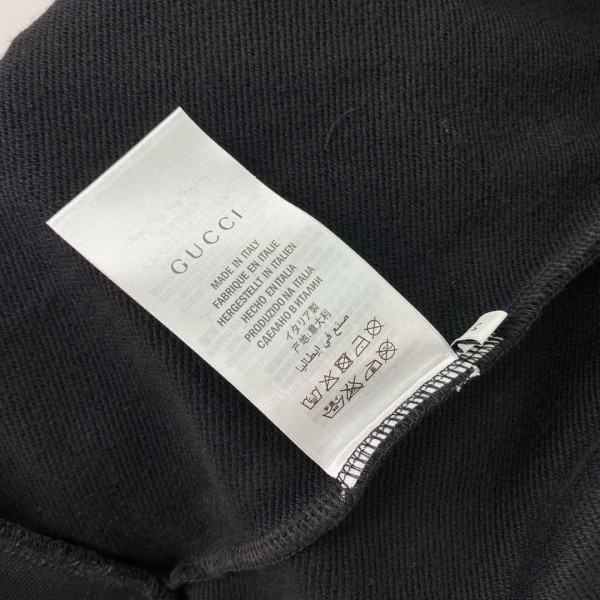 GUCCI
MADE IN ITALY
FABRIQUE EN ITALIE
HERGESTELLT IN ITALIEN
HECHO EN ITALIA
PRODUZIDO NA ITALIA
СДЕЛАНО В ИТАЛИИ
イタリア製
产地:意大利
صنع في إيطاليا